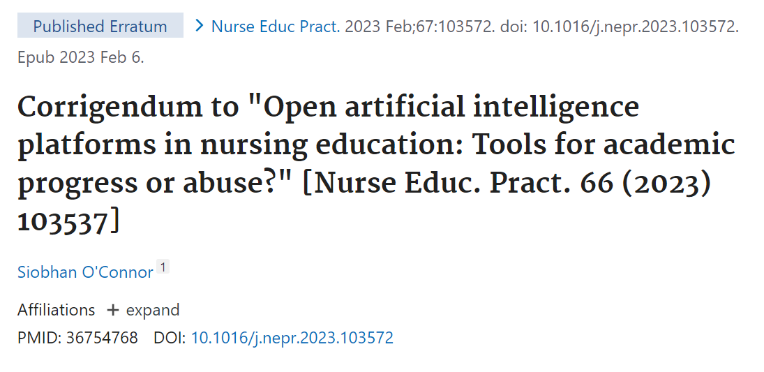 Published Erratum > Nurse Educ Pract. 2023 Feb;67:103572. doi: 10.1016/j.nepr.2023.103572.
Epub 2023 Feb 6.
Corrigendum to "Open artificial intelligence
platforms in nursing education: Tools for academic
progress or abuse?" [Nurse Educ. Pract. 66 (2023)
103537]
Siobhan O'Connor 1
Affiliations + expand
PMID: 36754768 DOI: 10.1016/j.nepr.2023.103572